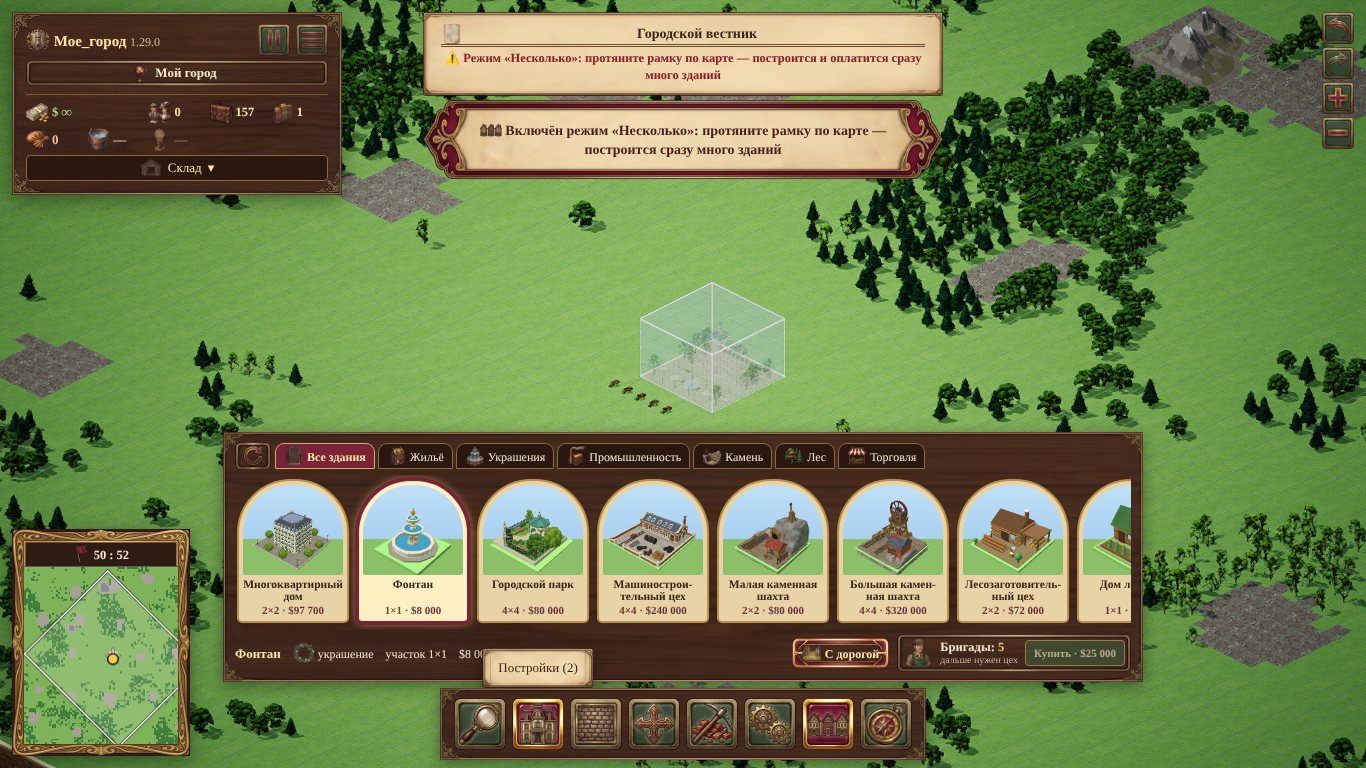 Мое_город 1.29.0
Мой город
$ ∞
0
157
1
0
—
—
Склад ▼
Городской вестник
⚠️ Режим «Несколько»: протяните рамку по карте — построится и оплатится сразу
много зданий
Включён режим «Несколько»: протяните рамку по карте —
построится сразу много зданий
Все здания
Жильё
Украшения
Промышленность
Камень
Лес
Торговля
Многоквартирный
дом
2×2 · $97 700
Фонтан
1×1 · $8 000
Городской парк
4×4 · $80 000
Машинострои-
тельный цех
4×4 · $240 000
Малая каменная
шахта
2×2 · $80 000
Большая камен-
ная шахта
4×4 · $320 000
Лесозаготовитель-
ный цех
2×2 · $72 000
Дом л
1×1 ·
50 : 52
Фонтан украшение участок 1×1 $8 00
С дорогой
Бригады: 5
дальше нужен цех
Купить · $25 000
Постройки (2)